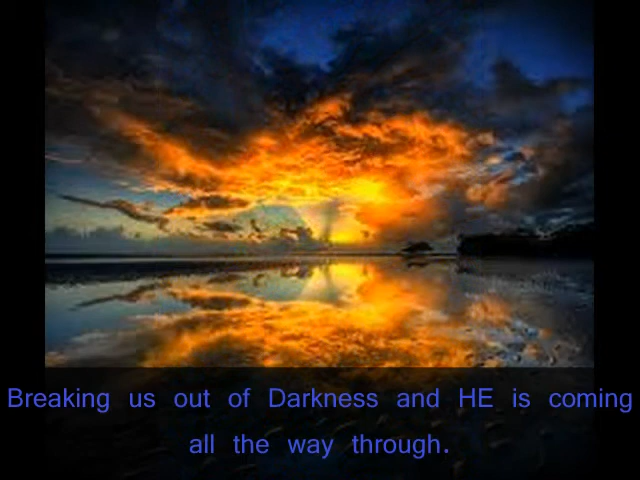 Breaking us out of Darkness and HE is coming
all the way through.